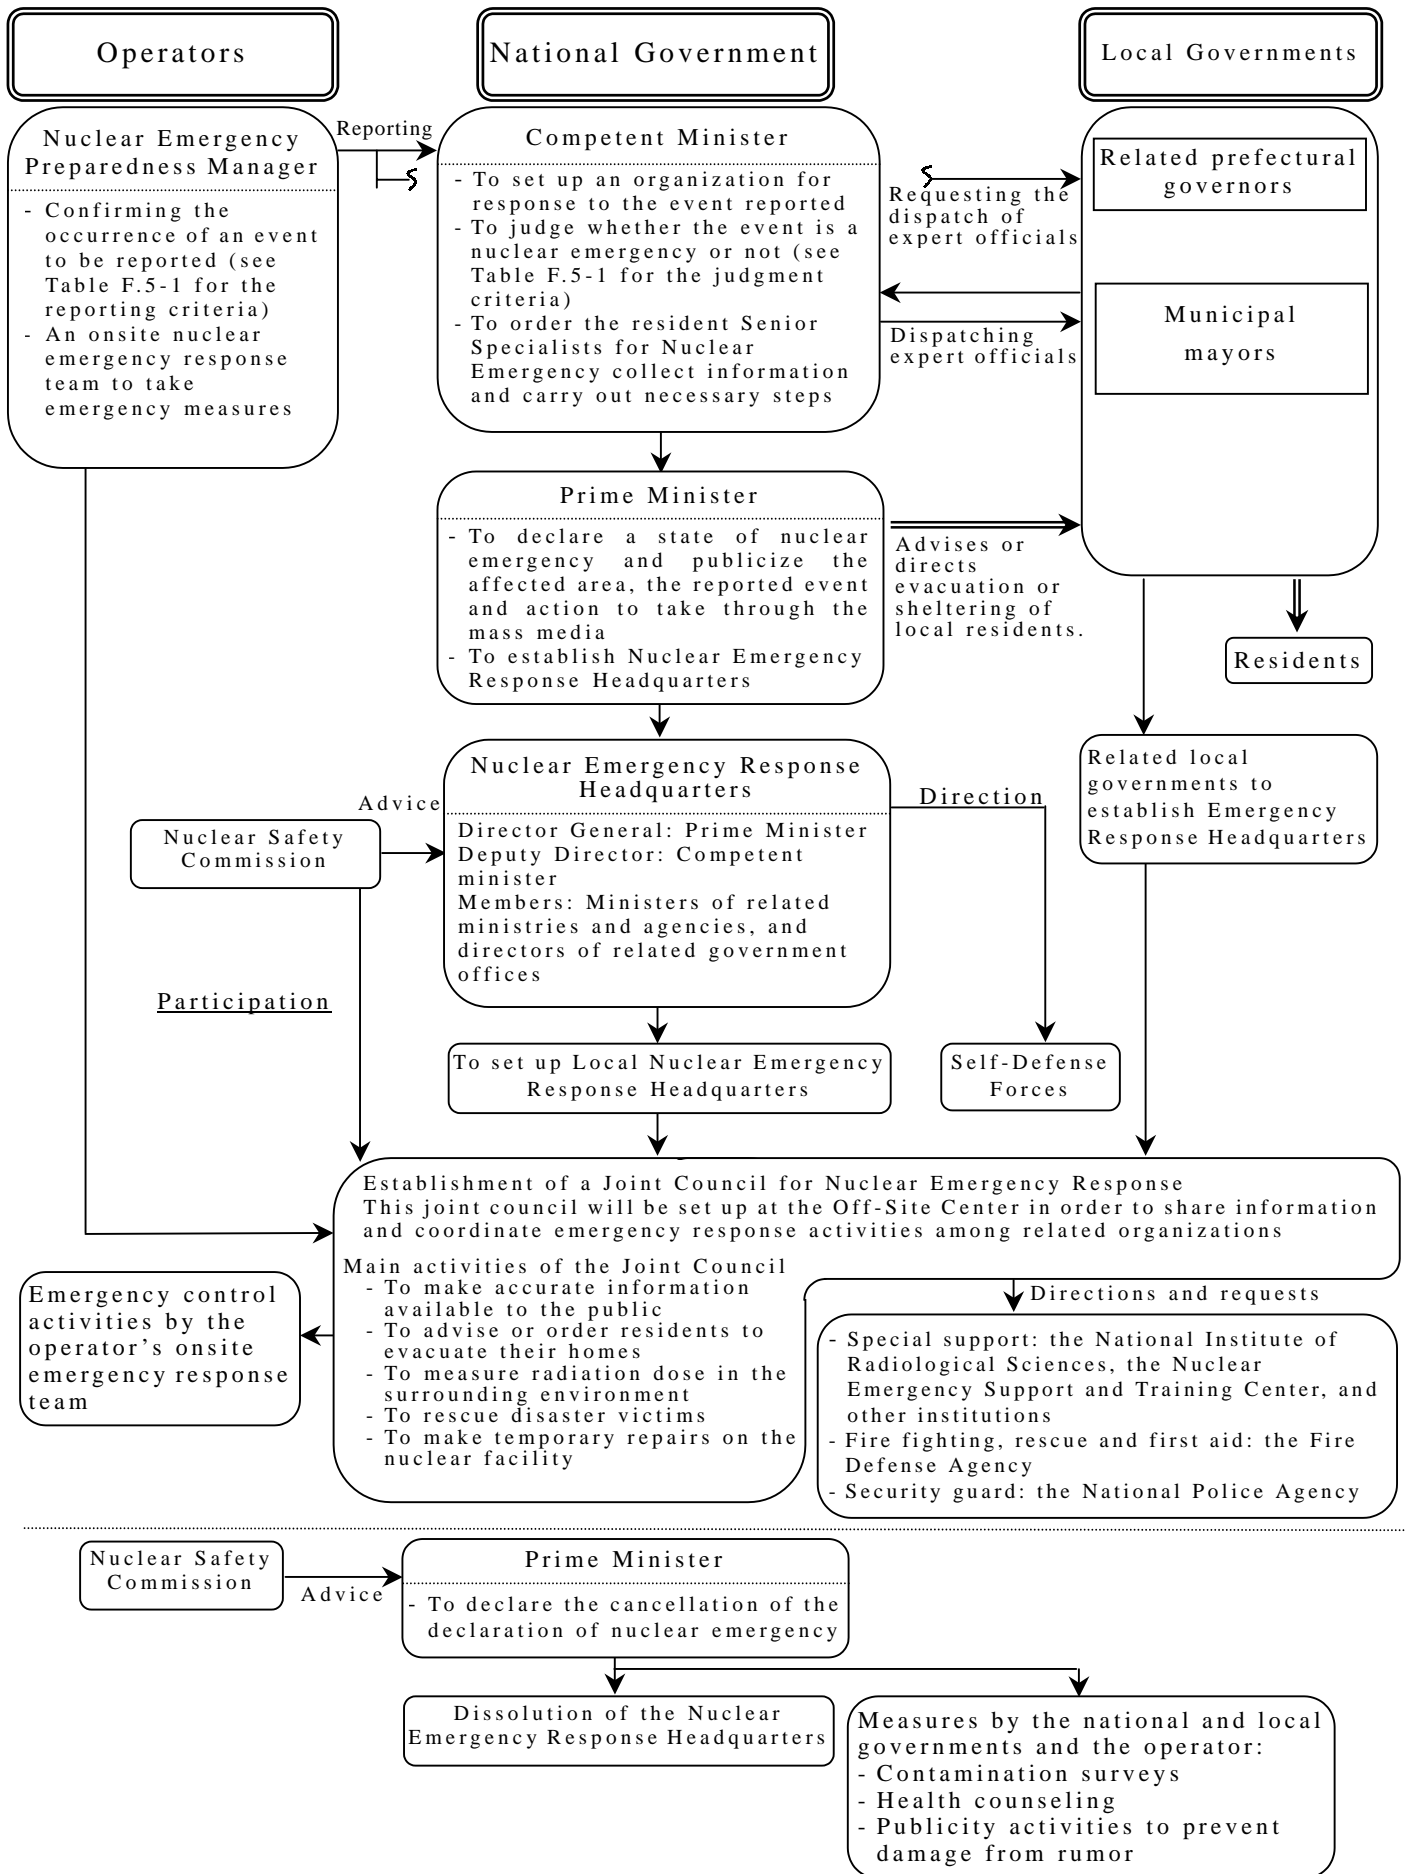 Operators
National Government
Local Governments
Nuclear Emergency
Preparedness Manager
- Confirming the
occurrence of an event
to be reported (see
Table F.5-1 for the
reporting criteria)
- An onsite nuclear
emergency response
team to take
emergency measures
Reporting
Competent Minister
- To set up an organization for
response to the event reported
- To judge whether the event is a
nuclear emergency or not (see
Table F.5-1 for the judgment
criteria)
- To order the resident Senior
Specialists for Nuclear
Emergency collect information
and carry out necessary steps
Requesting the
dispatch of
expert officials
Dispatching
expert officials
Related prefectural
governors
Municipal
mayors
Prime Minister
- To declare a state of nuclear
emergency and publicize the
affected area, the reported event
and action to take through the
mass media
- To establish Nuclear Emergency
Response Headquarters
Advises or
directs
evacuation or
sheltering of
local residents.
Residents
Nuclear Safety
Commission
Advice
Nuclear Emergency Response
Headquarters
Director General: Prime Minister
Deputy Director: Competent
minister
Members: Ministers of related
ministries and agencies, and
directors of related government
offices
Direction
Related local
governments to
establish Emergency
Response Headquarters
Participation
To set up Local Nuclear Emergency
Response Headquarters
Self-Defense
Forces
Establishment of a Joint Council for Nuclear Emergency Response
This joint council will be set up at the Off-Site Center in order to share information
and coordinate emergency response activities among related organizations
Main activities of the Joint Council
- To make accurate information
available to the public
- To advise or order residents to
evacuate their homes
- To measure radiation dose in the
surrounding environment
- To rescue disaster victims
- To make temporary repairs on the
nuclear facility
Emergency control
activities by the
operator's onsite
emergency response
team
Directions and requests
- Special support: the National Institute of
Radiological Sciences, the Nuclear
Emergency Support and Training Center, and
other institutions
- Fire fighting, rescue and first aid: the Fire
Defense Agency
- Security guard: the National Police Agency
Nuclear Safety
Commission
Advice
Prime Minister
- To declare the cancellation of the
declaration of nuclear emergency
Dissolution of the Nuclear
Emergency Response Headquarters
Measures by the national and local
governments and the operator:
- Contamination surveys
- Health counseling
- Publicity activities to prevent
damage from rumor